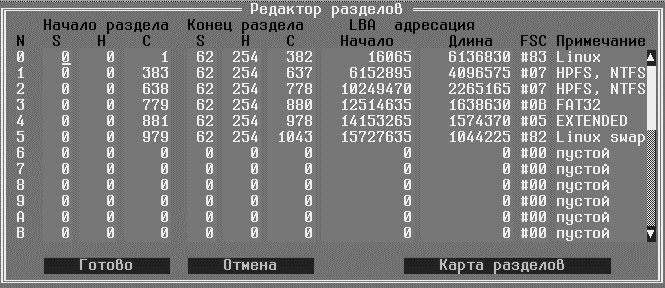 Редактор разделов
Начало раздела Конец раздела LBA адресация
N S H C S H C Начало Длина FSC Примечание
0 0 0 1 62 254 382 16065 6136830 #83 Linux
1 0 0 383 62 254 637 6152895 4096575 #07 HPFS, NTFS
2 0 0 638 62 254 778 10249470 2265165 #07 HPFS, NTFS
3 0 0 779 62 254 880 12514635 1638630 #0B FAT32
4 0 0 881 62 254 978 14153265 1574370 #05 EXTENDED
5 0 0 979 62 254 1043 15727635 1044225 #82 Linux swap
6 0 0 0 0 0 0 0 0 #00 пустой
7 0 0 0 0 0 0 0 0 #00 пустой
8 0 0 0 0 0 0 0 0 #00 пустой
9 0 0 0 0 0 0 0 0 #00 пустой
A 0 0 0 0 0 0 0 0 #00 пустой
B 0 0 0 0 0 0 0 0 #00 пустой
Готово Отмена Карта разделов